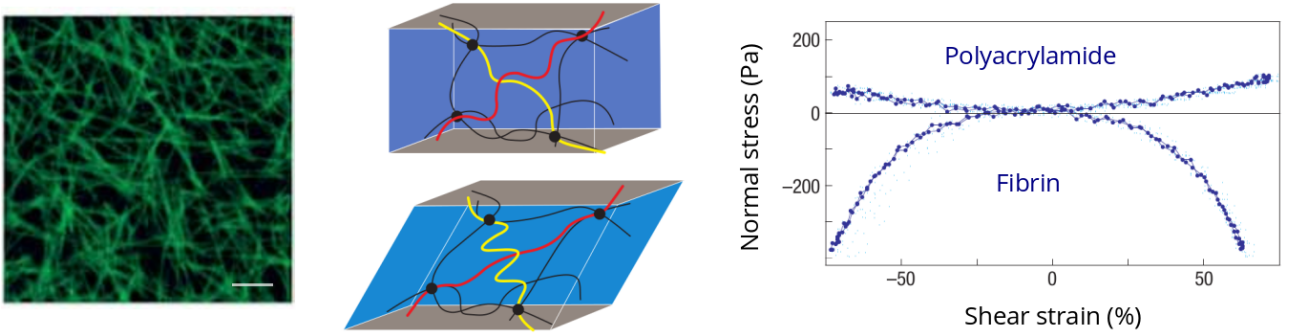 Normal stress (Pa)
200
0
−200
Polyacrylamide
Fibrin
−50
0
50
Shear strain (%)